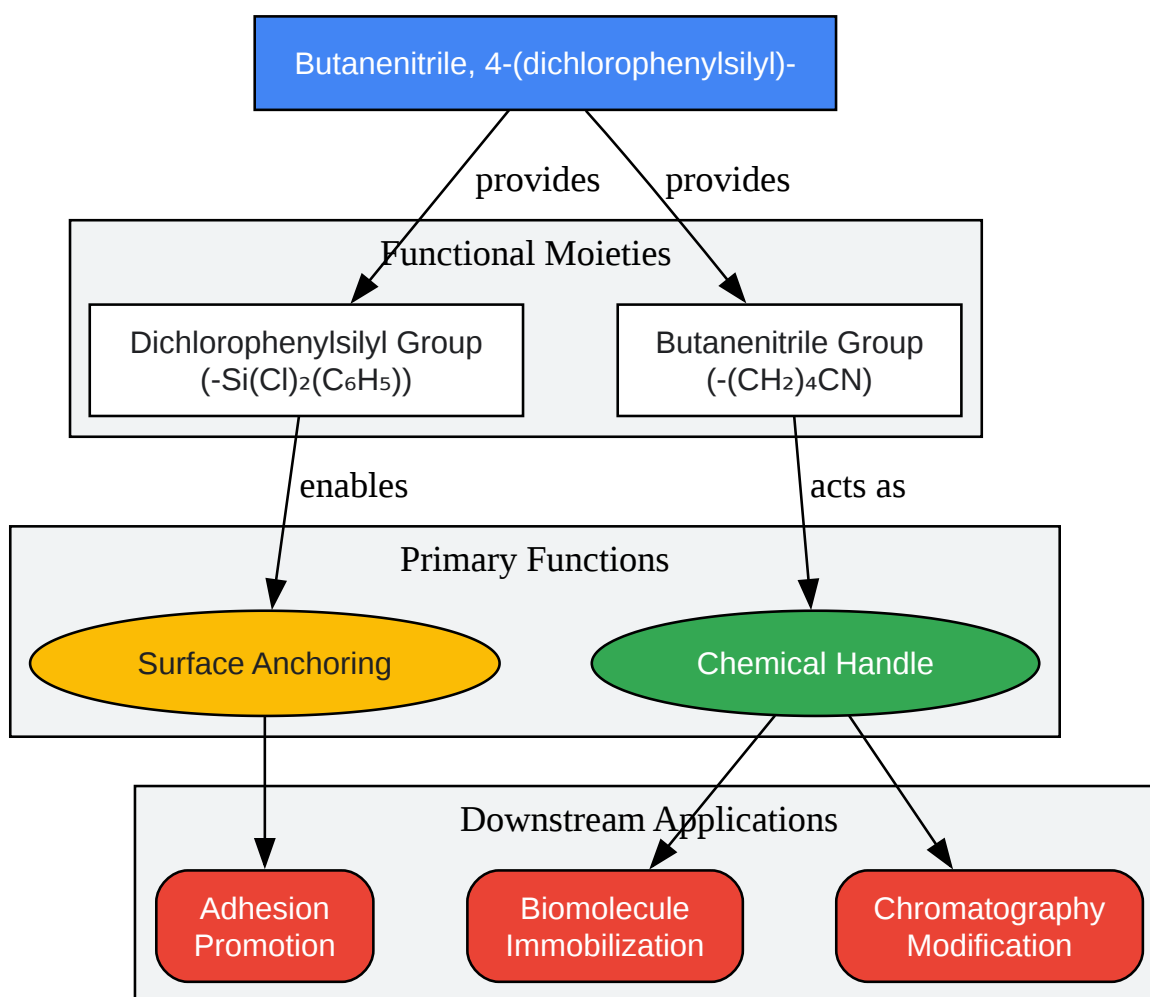 Butanenitrile, 4-(dichlorophenylsilyl)-
provides
provides
Functional Moieties
Dichlorophenylsilyl Group
(-Si(Cl)₂(C₆H₅))
Butanenitrile Group
(-(CH₂)₄CN)
enables
acts as
Primary Functions
Surface Anchoring
Chemical Handle
Downstream Applications
Adhesion
Promotion
Biomolecule
Immobilization
Chromatography
Modification